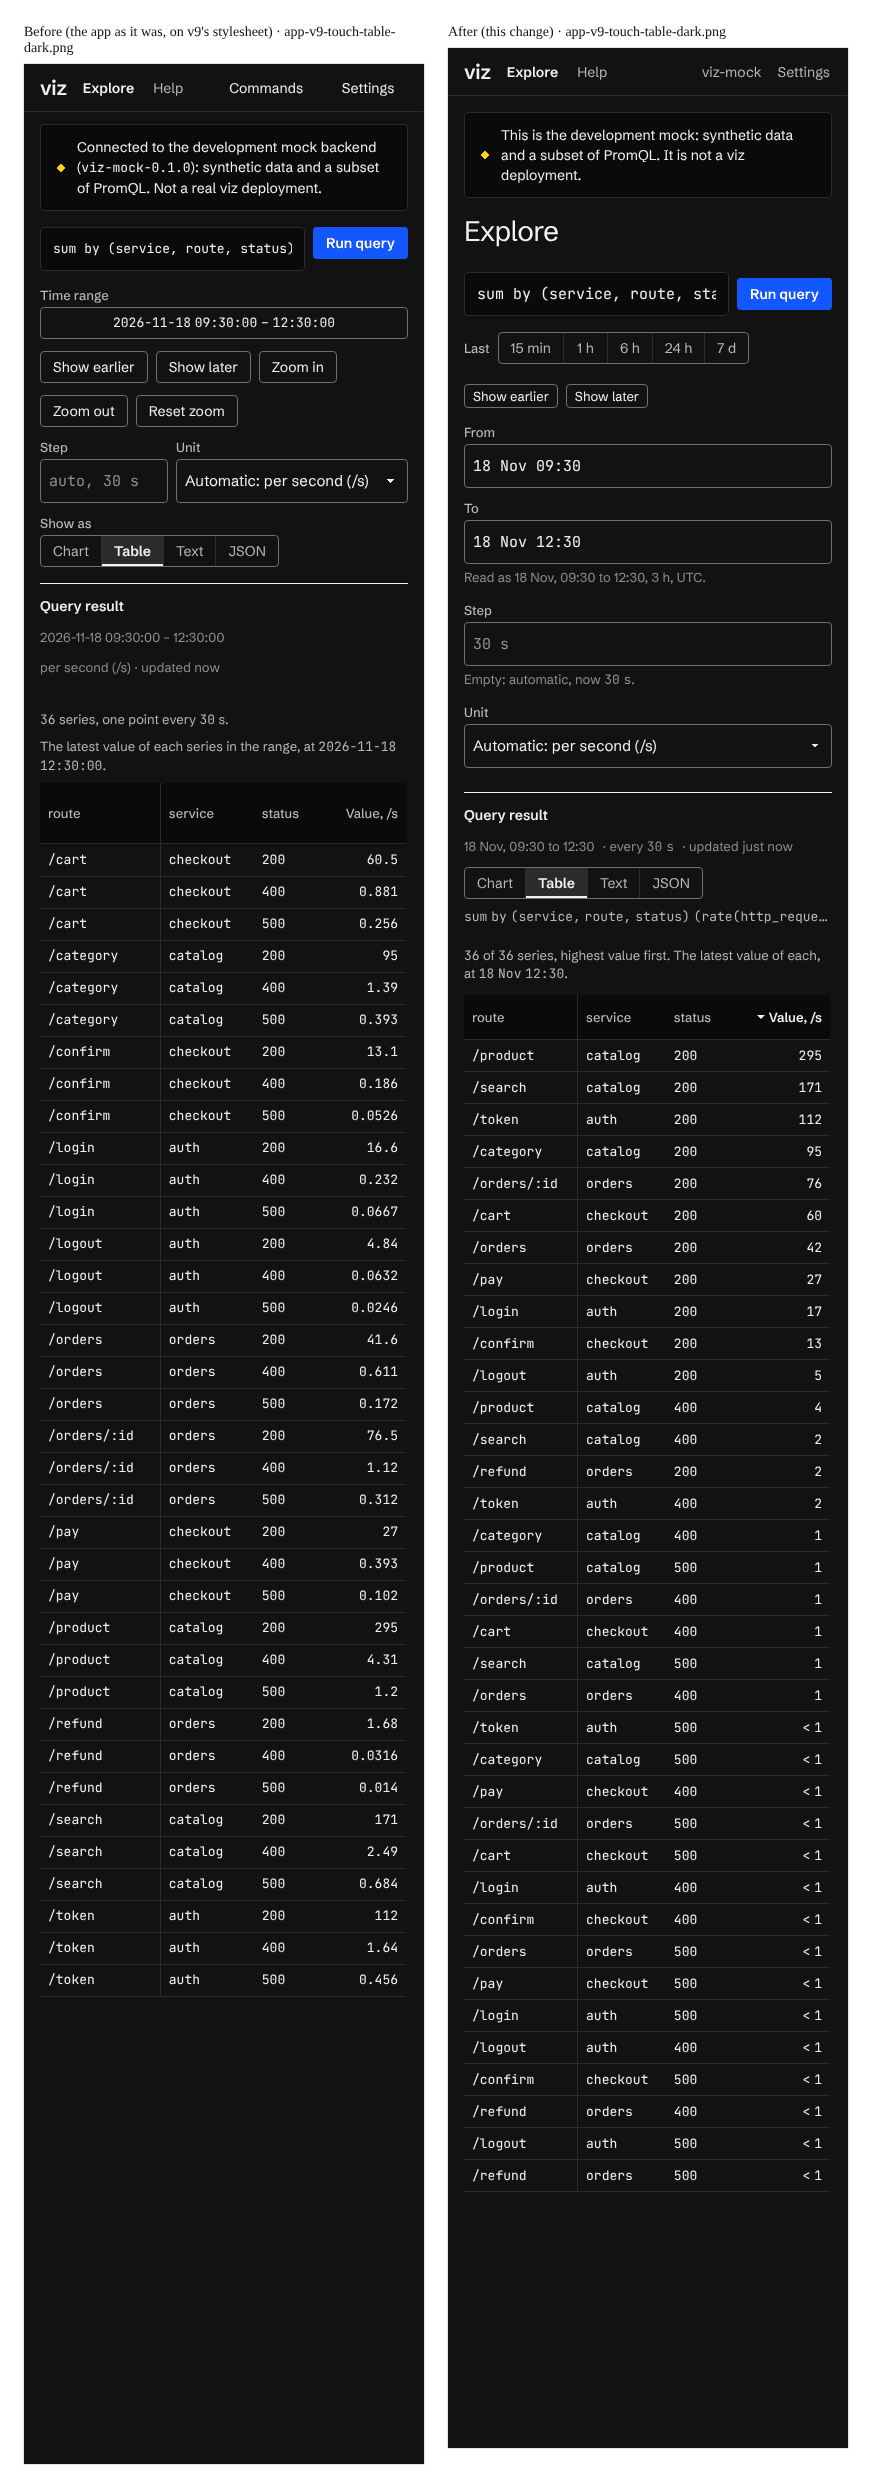 Before (the app as it was, on v9's stylesheet) · app-v9-touch-table-
dark.png
viz Explore Help Commands Settings
Connected to the development mock backend
(viz-mock-0.1.0): synthetic data and a subset
of PromQL. Not a real viz deployment.
sum by (service, route, status) Run query
Time range
2026-11-18 09:30:00 – 12:30:00
Show earlier Show later Zoom in
Zoom out Reset zoom
Step Unit
auto, 30 s Automatic: per second (/s)
Show as
Chart Table Text JSON
Query result
2026-11-18 09:30:00 – 12:30:00
per second (/s) · updated now
36 series, one point every 30 s.
The latest value of each series in the range, at 2026-11-18
12:30:00.
route service status Value, /s
/cart checkout 200 60.5
/cart checkout 400 0.881
/cart checkout 500 0.256
/category catalog 200 95
/category catalog 400 1.39
/category catalog 500 0.393
/confirm checkout 200 13.1
/confirm checkout 400 0.186
/confirm checkout 500 0.0526
/login auth 200 16.6
/login auth 400 0.232
/login auth 500 0.0667
/logout auth 200 4.84
/logout auth 400 0.0632
/logout auth 500 0.0246
/orders orders 200 41.6
/orders orders 400 0.611
/orders orders 500 0.172
/orders/:id orders 200 76.5
/orders/:id orders 400 1.12
/orders/:id orders 500 0.312
/pay checkout 200 27
/pay checkout 400 0.393
/pay checkout 500 0.102
/product catalog 200 295
/product catalog 400 4.31
/product catalog 500 1.2
/refund orders 200 1.68
/refund orders 400 0.0316
/refund orders 500 0.014
/search catalog 200 171
/search catalog 400 2.49
/search catalog 500 0.684
/token auth 200 112
/token auth 400 1.64
/token auth 500 0.456
After (this change) · app-v9-touch-table-dark.png
viz Explore Help viz-mock Settings
This is the development mock: synthetic data
and a subset of PromQL. It is not a viz
deployment.
Explore
sum by (service, route, sta Run query
Last 15 min 1 h 6 h 24 h 7 d
Show earlier Show later
From
18 Nov 09:30
To
18 Nov 12:30
Read as 18 Nov, 09:30 to 12:30, 3 h, UTC.
Step
30 s
Empty: automatic, now 30 s.
Unit
Automatic: per second (/s)
Query result
18 Nov, 09:30 to 12:30 · every 30 s · updated just now
Chart Table Text JSON
sum by (service, route, status) (rate(http_reque…
36 of 36 series, highest value first. The latest value of each,
at 18 Nov 12:30.
route service status Value, /s
/product catalog 200 295
/search catalog 200 171
/token auth 200 112
/category catalog 200 95
/orders/:id orders 200 76
/cart checkout 200 60
/orders orders 200 42
/pay checkout 200 27
/login auth 200 17
/confirm checkout 200 13
/logout auth 200 5
/product catalog 400 4
/search catalog 400 2
/refund orders 200 2
/token auth 400 2
/category catalog 400 1
/product catalog 500 1
/orders/:id orders 400 1
/cart checkout 400 1
/search catalog 500 1
/orders orders 400 1
/token auth 500 < 1
/category catalog 500 < 1
/pay checkout 400 < 1
/orders/:id orders 500 < 1
/cart checkout 500 < 1
/login auth 400 < 1
/confirm checkout 400 < 1
/orders orders 500 < 1
/pay checkout 500 < 1
/login auth 500 < 1
/logout auth 400 < 1
/confirm checkout 500 < 1
/refund orders 400 < 1
/logout auth 500 < 1
/refund orders 500 < 1